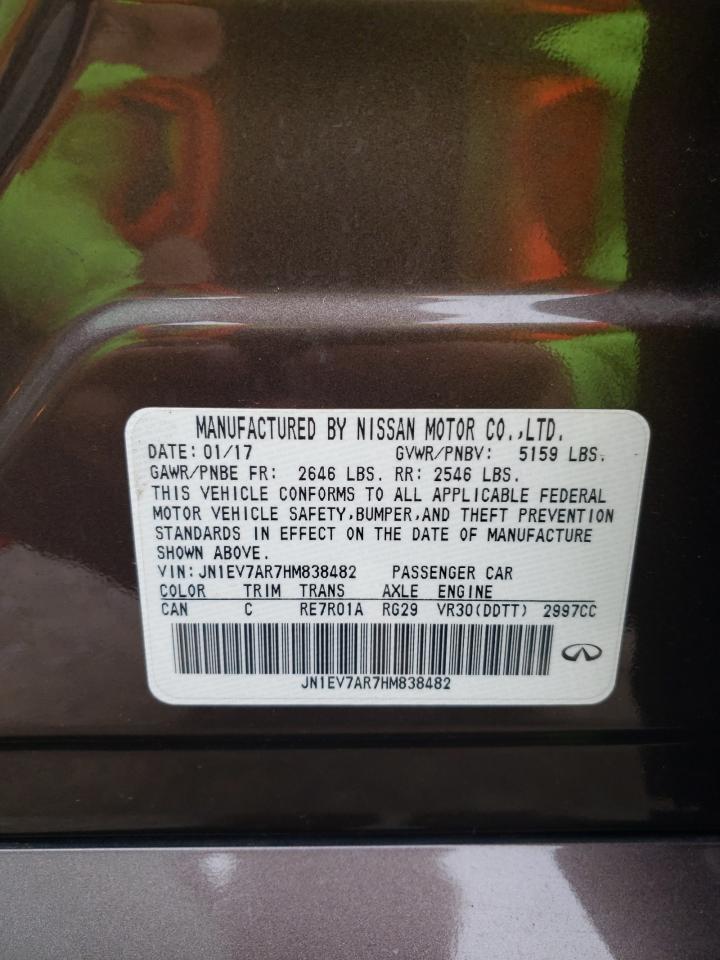 MANUFACTURED BY NISSAN MOTOR CO.,LTD.
DATE: 01/17 GVWR/PNBV: 5159 LBS.
GAWR/PNBE FR: 2646 LBS. RR: 2546 LBS.
THIS VEHICLE CONFORMS TO ALL APPLICABLE FEDERAL
MOTOR VEHICLE SAFETY,BUMPER,AND THEFT PREVENTION
STANDARDS IN EFFECT ON THE DATE OF MANUFACTURE
SHOWN ABOVE.
VIN: JN1EV7AR7HM838482 PASSENGER CAR
COLOR TRIM TRANS AXLE ENGINE
CAN C RE7R01A RG29 VR30(DDTT) 2997CC
JN1EV7AR7HM838482